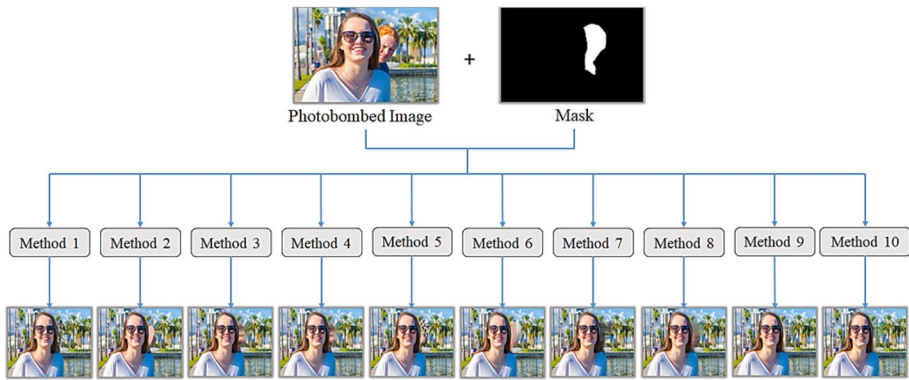 +
Photobombed Image
Mask
Method 1
Method 2
Method 3
Method 4
Method 5
Method 6
Method 7
Method 8
Method 9
Method 10